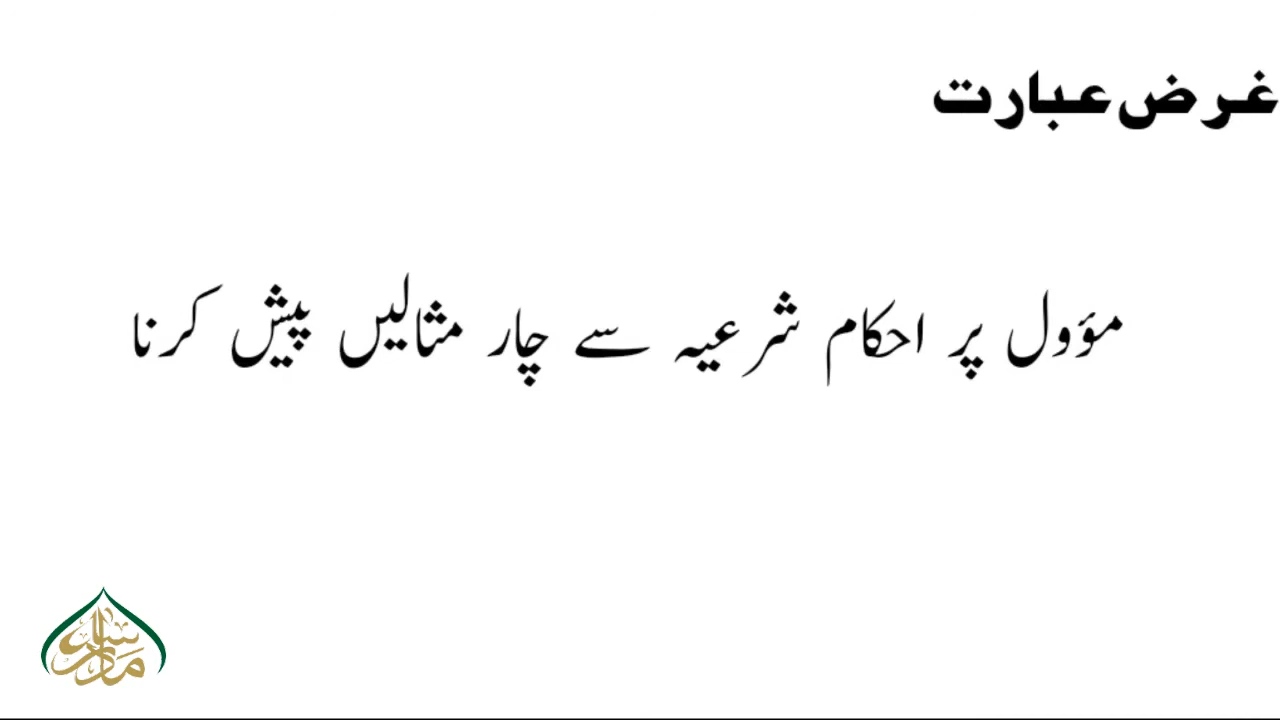 غرض عبارت
مؤول پر احکام شرعیہ سے چار مثالیں پیش کرنا